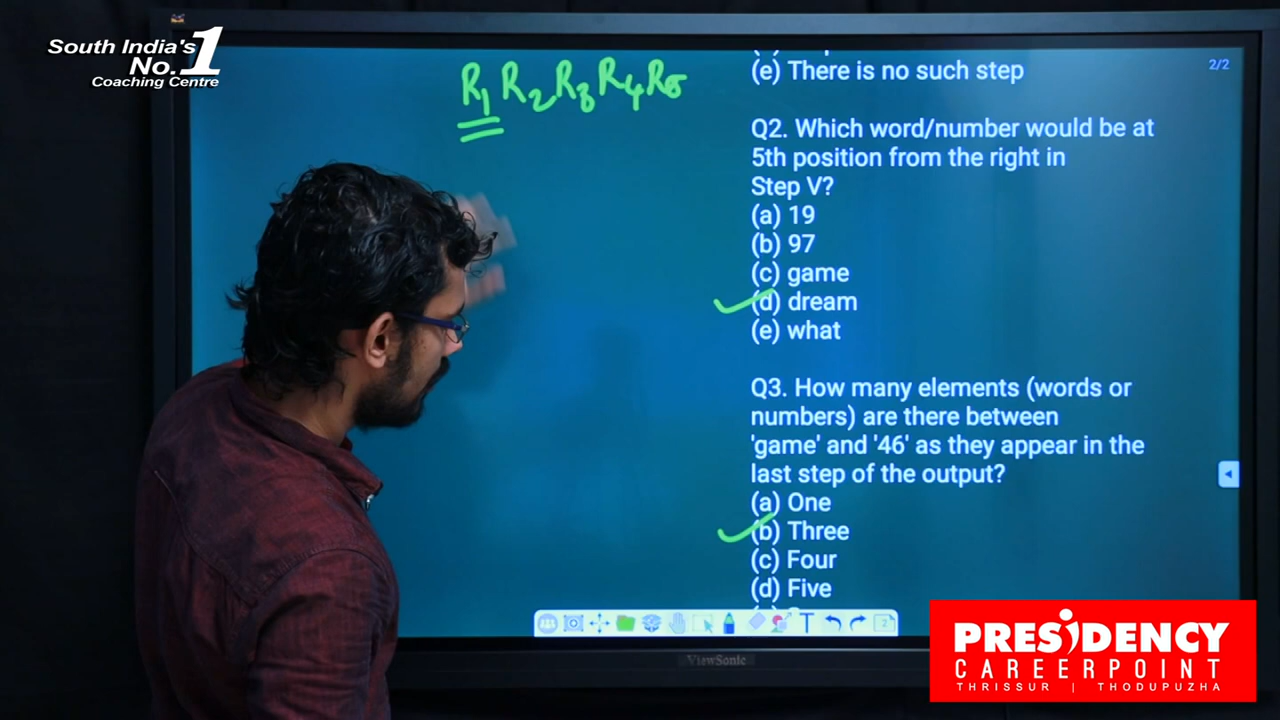 South India's
No.1
Coaching Centre
R1 R2 R3 R4 R5
(e) There is no such step
2/2
Q2. Which word/number would be at
5th position from the right in
Step V?
(a) 19
(b) 97
(c) game
(d) dream
(e) what
Q3. How many elements (words or
numbers) are there between
'game' and '46' as they appear in the
last step of the output?
(a) One
(b) Three
(c) Four
(d) Five
T
2
ViewSonic
PRESiDENCY
CAREERPOINT
THRISSUR | THODUPUZHA